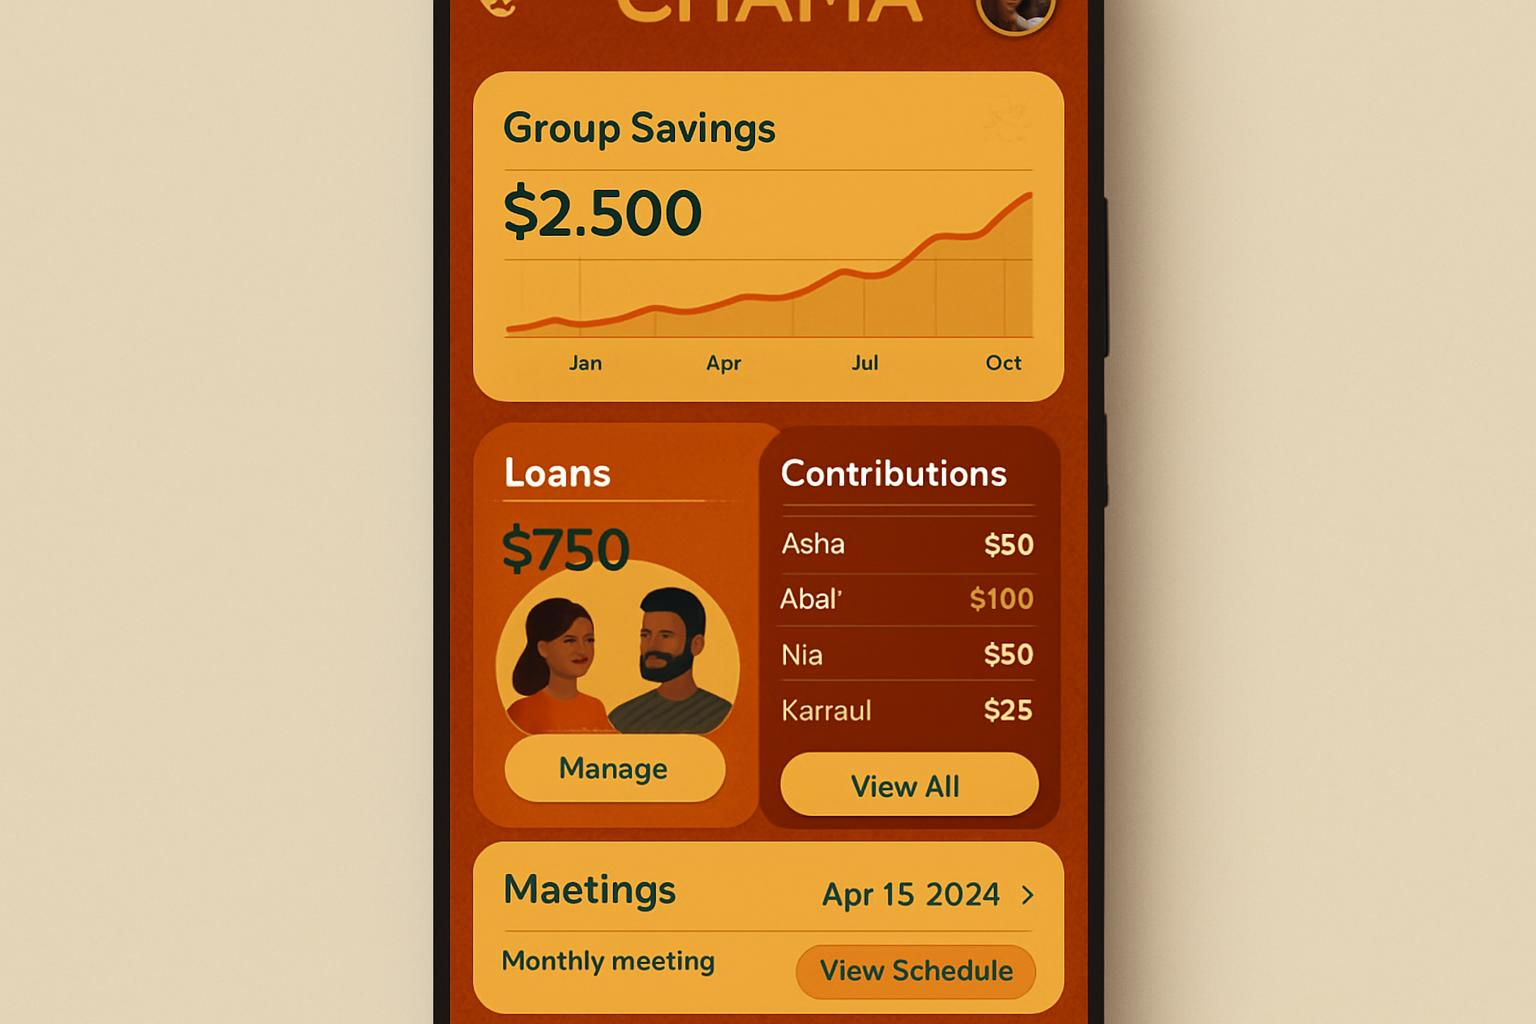 CHAMA
Group Savings
$2.500
Jan Apr Jul Oct
Loans
$750
Manage
Contributions
Asha $50
Abal’ $100
Nia $50
Karraul $25
View All
Maetings Apr 15 2024 >
Monthly meeting View Schedule